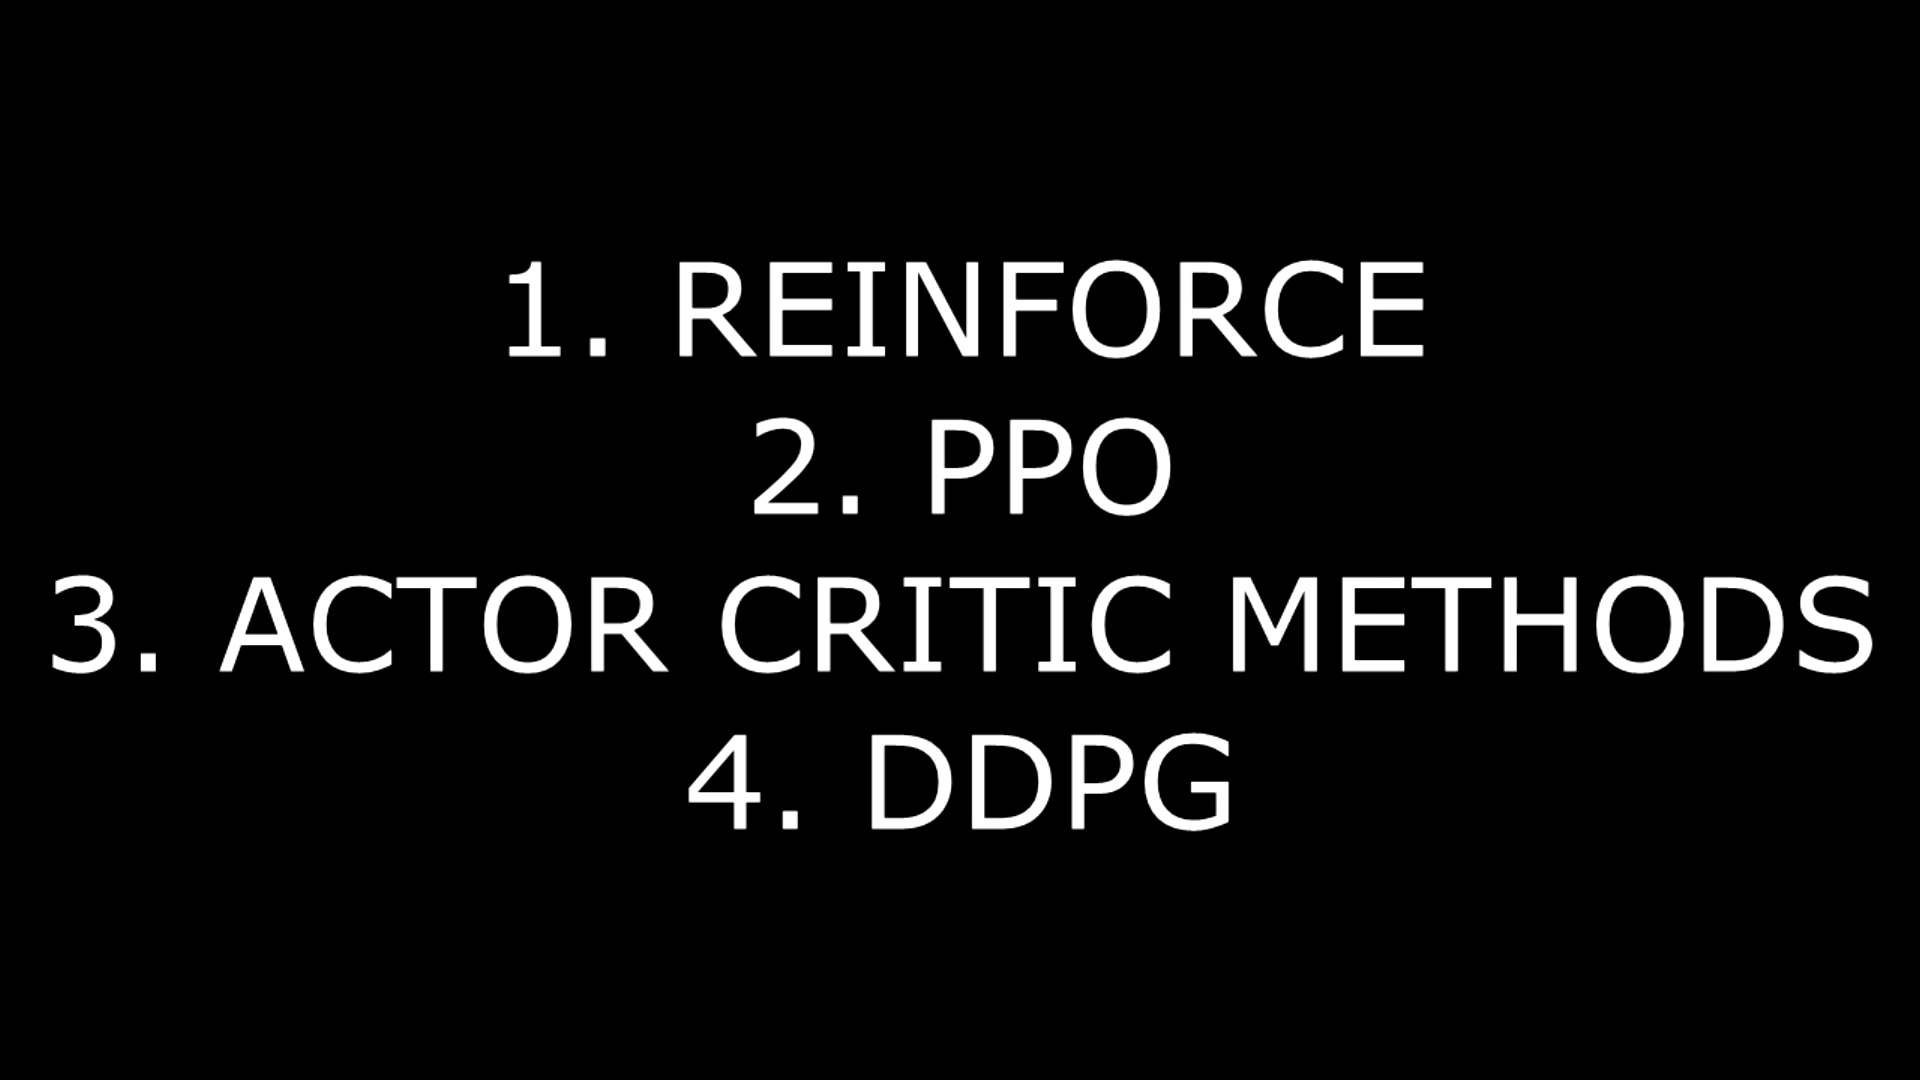 1. REINFORCE
2. PPO
3. ACTOR CRITIC METHODS
4. DDPG